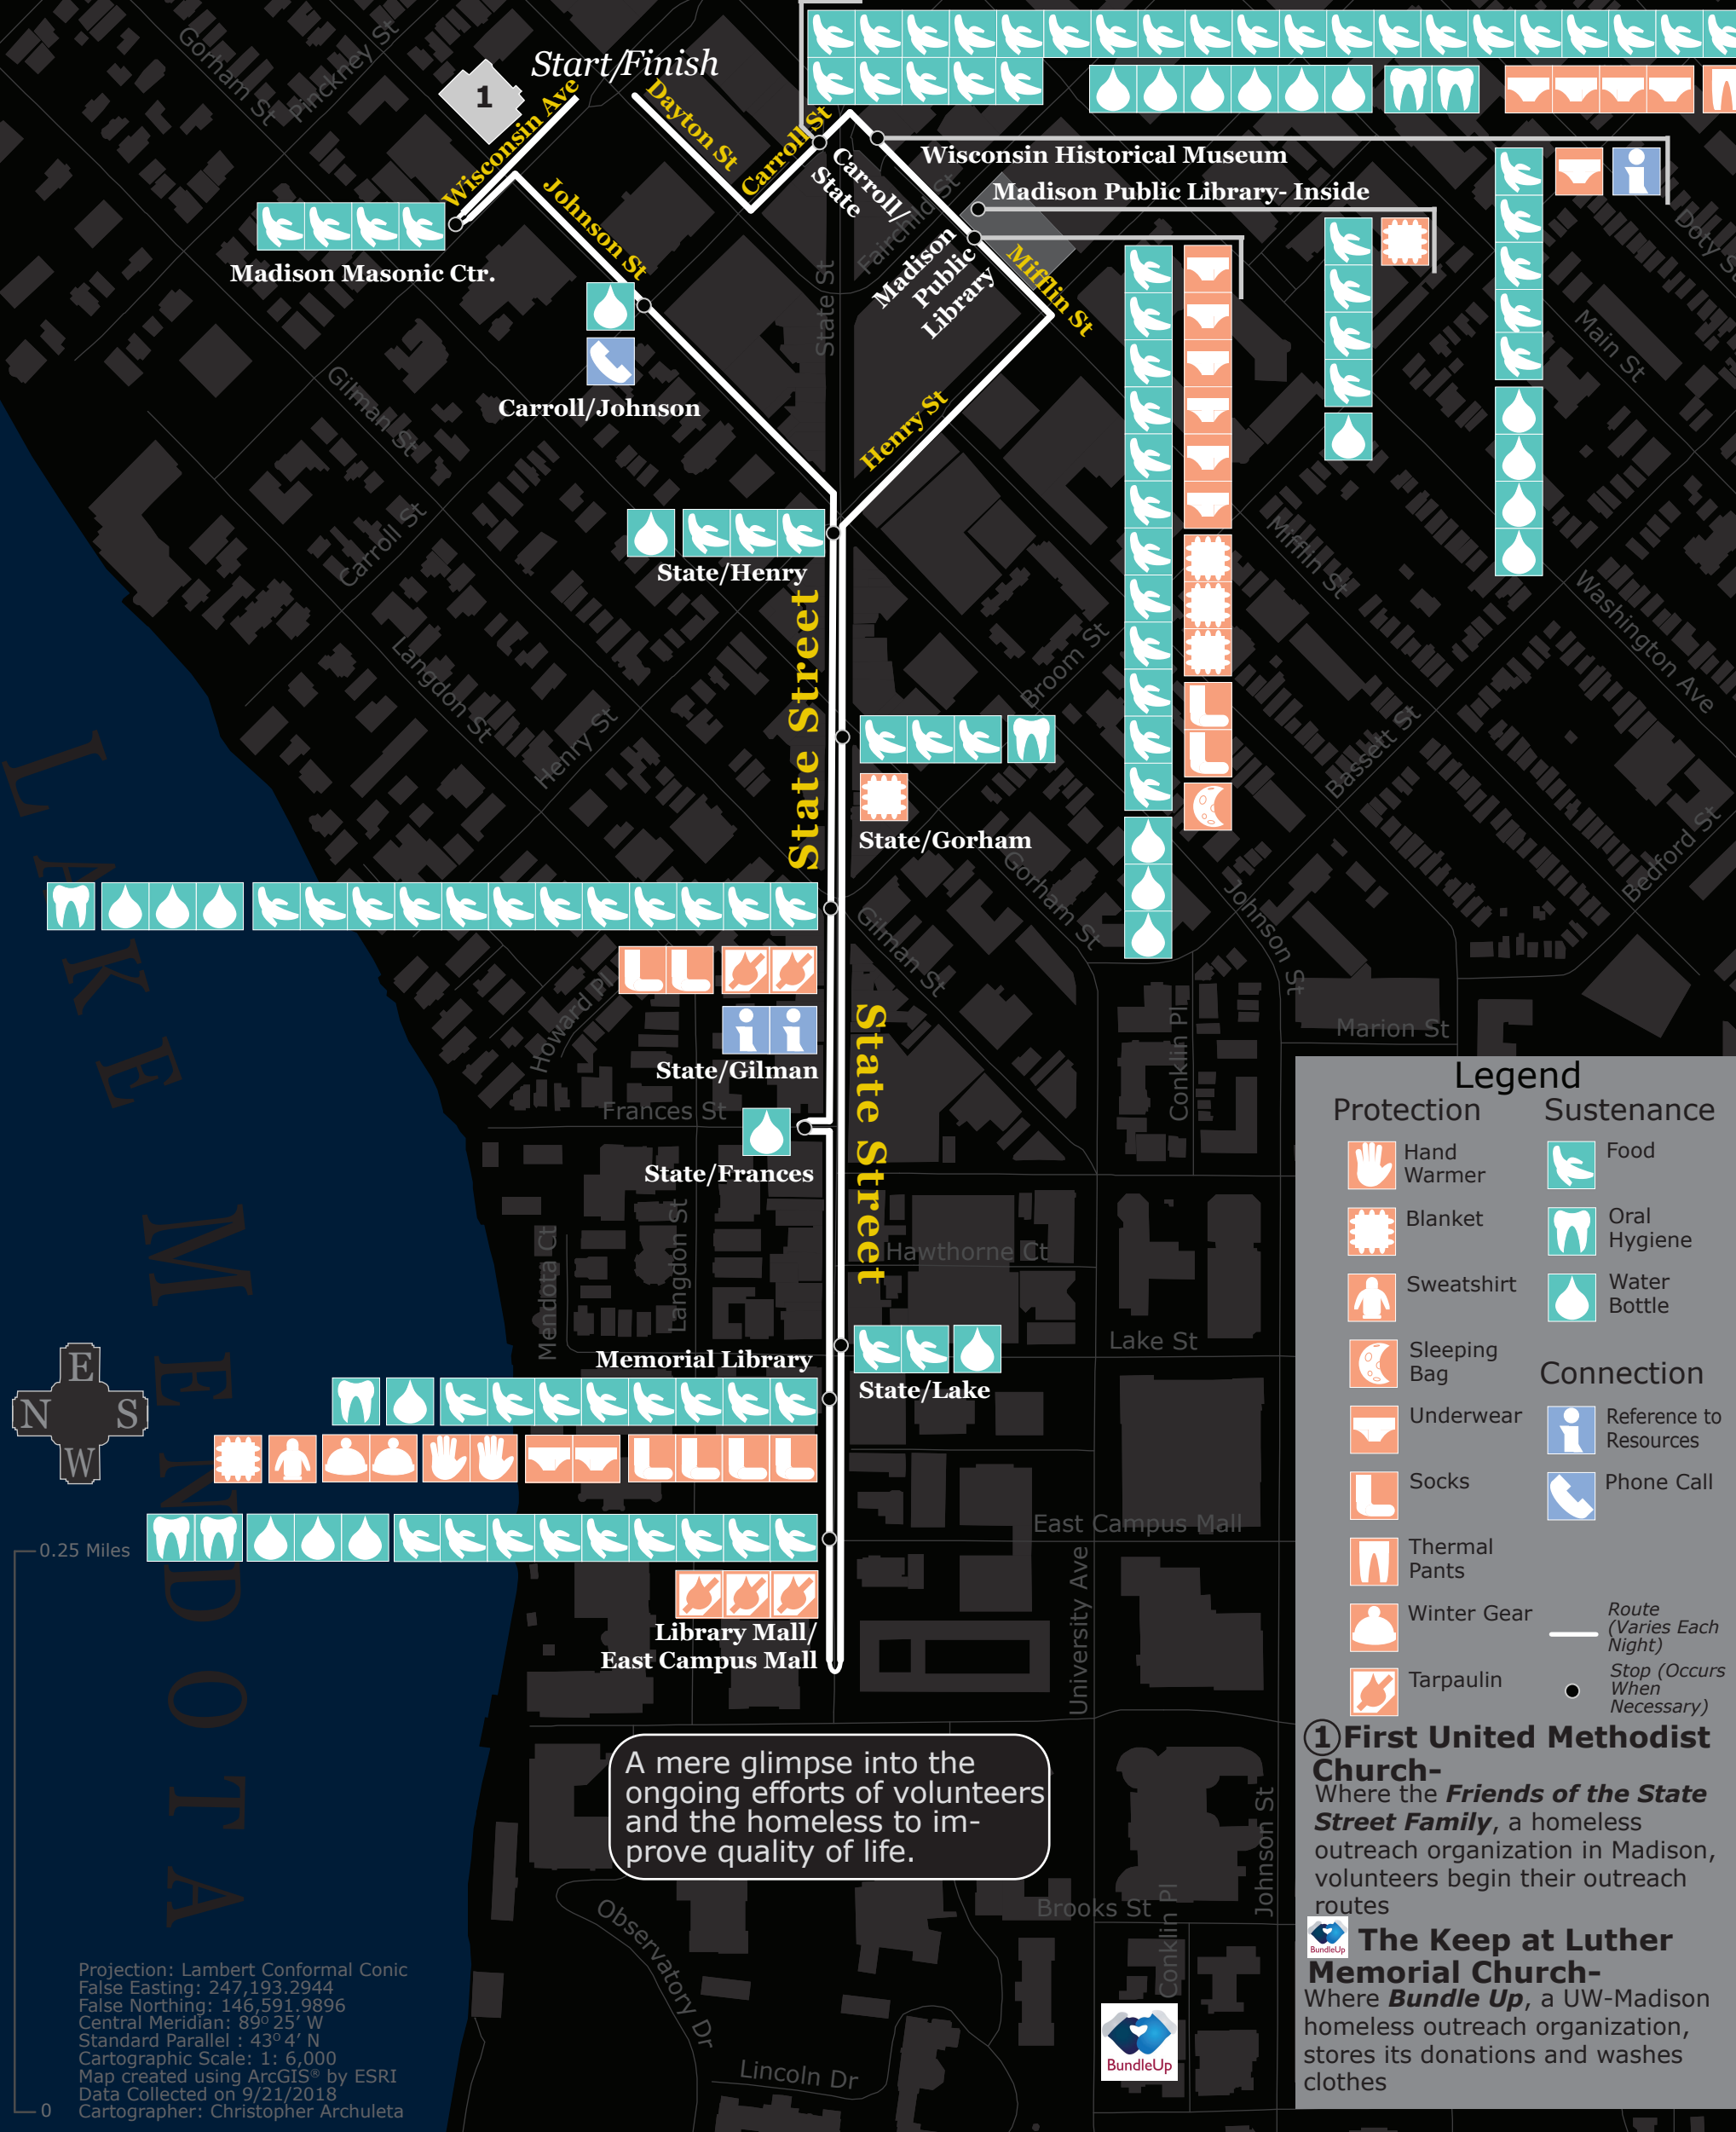 Start/Finish
1
Gorham St
Pinckney St
Wisconsin Ave
Dayton St
Carroll St
Johnson St
Carroll/
State
Wisconsin Historical Museum
Madison Public Library- Inside
Madison
Public
Library
Fairchild St
Mifflin St
Doty St
Main St
Madison Masonic Ctr.
Carroll/Johnson
State St
Henry St
Gilman St
Carroll St
State/Henry
Langdon St
Henry St
State Street
Broom St
Mifflin St
Washington Ave
Bassett St
Bedford St
State/Gorham
Gorham St
Johnson St
Gilman St
Howard Pl
State/Gilman
Frances St
State/Frances
State Street
Conklin Pl
Marion St
Mendota Ct
Langdon St
Hawthorne Ct
Lake St
Memorial Library
State/Lake
East Campus Mall
University Ave
Library Mall/
East Campus Mall
LAKE
MENDOTA
E
N S
W
0.25 Miles
0
A mere glimpse into the
ongoing efforts of volunteers
and the homeless to im-
prove quality of life.
Johnson St
Brooks St
Conklin Pl
Observatory Dr
Lincoln Dr
BundleUp
Projection: Lambert Conformal Conic
False Easting: 247,193.2944
False Northing: 146,591.9896
Central Meridian: 89º 25′ W
Standard Parallel : 43º 4′ N
Cartographic Scale: 1: 6,000
Map created using ArcGIS® by ESRI
Data Collected on 9/21/2018
Cartographer: Christopher Archuleta
Legend
Protection
Hand
Warmer
Blanket
Sweatshirt
Sleeping
Bag
Underwear
Socks
Thermal
Pants
Winter Gear
Tarpaulin
Sustenance
Food
Oral
Hygiene
Water
Bottle
Connection
Reference to
Resources
Phone Call
Route
(Varies Each
Night)
Stop (Occurs
When
Necessary)
1 First United Methodist
Church-
Where the Friends of the State
Street Family, a homeless
outreach organization in Madison,
volunteers begin their outreach
routes
BundleUp
The Keep at Luther
Memorial Church-
Where Bundle Up, a UW-Madison
homeless outreach organization,
stores its donations and washes
clothes